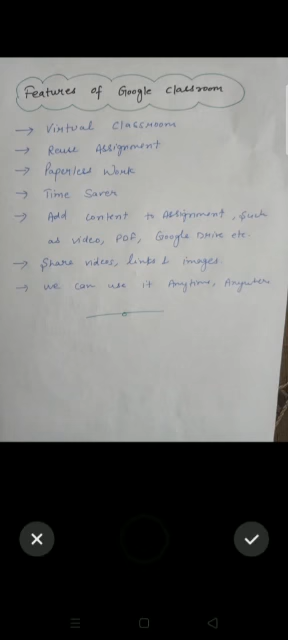 Features of Google Classroom
→ Virtual Classroom
→ Reuse Assignment
→ Paperless Work
→ Time Saver
→ Add content to Assignment, such
as video, PDF, Google Drive etc.
→ Share videos, links & images.
→ we can use it Anytime, Anywhere